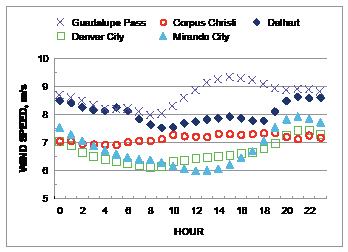 Guadalupe Pass Corpus Christi Dalhart
Denver City Mirando City
10
9
8
7
6
5
WIND SPEED, m/s
0 2 4 6 8 10 12 14 16 18 20 22
HOUR